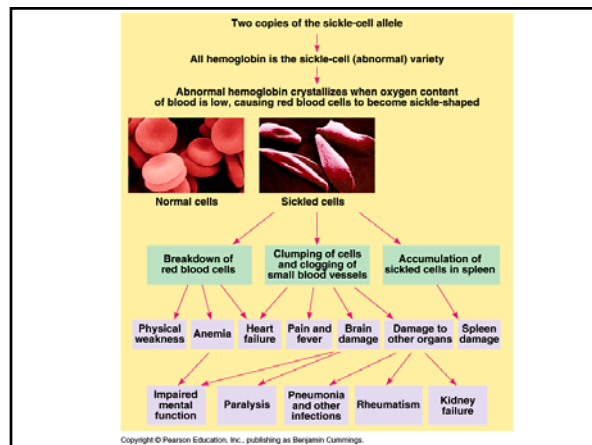 Two copies of the sickle-cell allele
All hemoglobin is the sickle-cell (abnormal) variety
Abnormal hemoglobin crystallizes when oxygen content
of blood is low, causing red blood cells to become sickle-shaped
Normal cells
Sickled cells
Breakdown of
red blood cells
Clumping of cells
and clogging of
small blood vessels
Accumulation of
sickled cells in spleen
Physical
weakness
Anemia
Heart
failure
Pain and
fever
Brain
damage
Damage to
other organs
Spleen
damage
Impaired
mental
function
Paralysis
Pneumonia
and other
infections
Rheumatism
Kidney
failure
Copyright © Pearson Education, Inc., publishing as Benjamin Cummings.